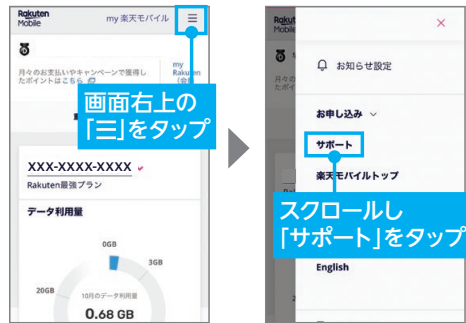 Rakuten
Mobile
my 楽天モバイル
月々のお支払いやキャンペーンで獲得し
たポイントはこちら
my
Rakuten
画面右上の
「三」をタップ
XXX-XXXX-XXXX
Rakuten最強プラン
データ利用量
0GB
3GB
20GB
10月のデータ利用量
0.68 GB
Rakut
Mobile
月々の
たポイ
お知らせ設定
お申し込み
サポート
楽天モバイルトップ
スクロールし
「サポート」をタップ
English